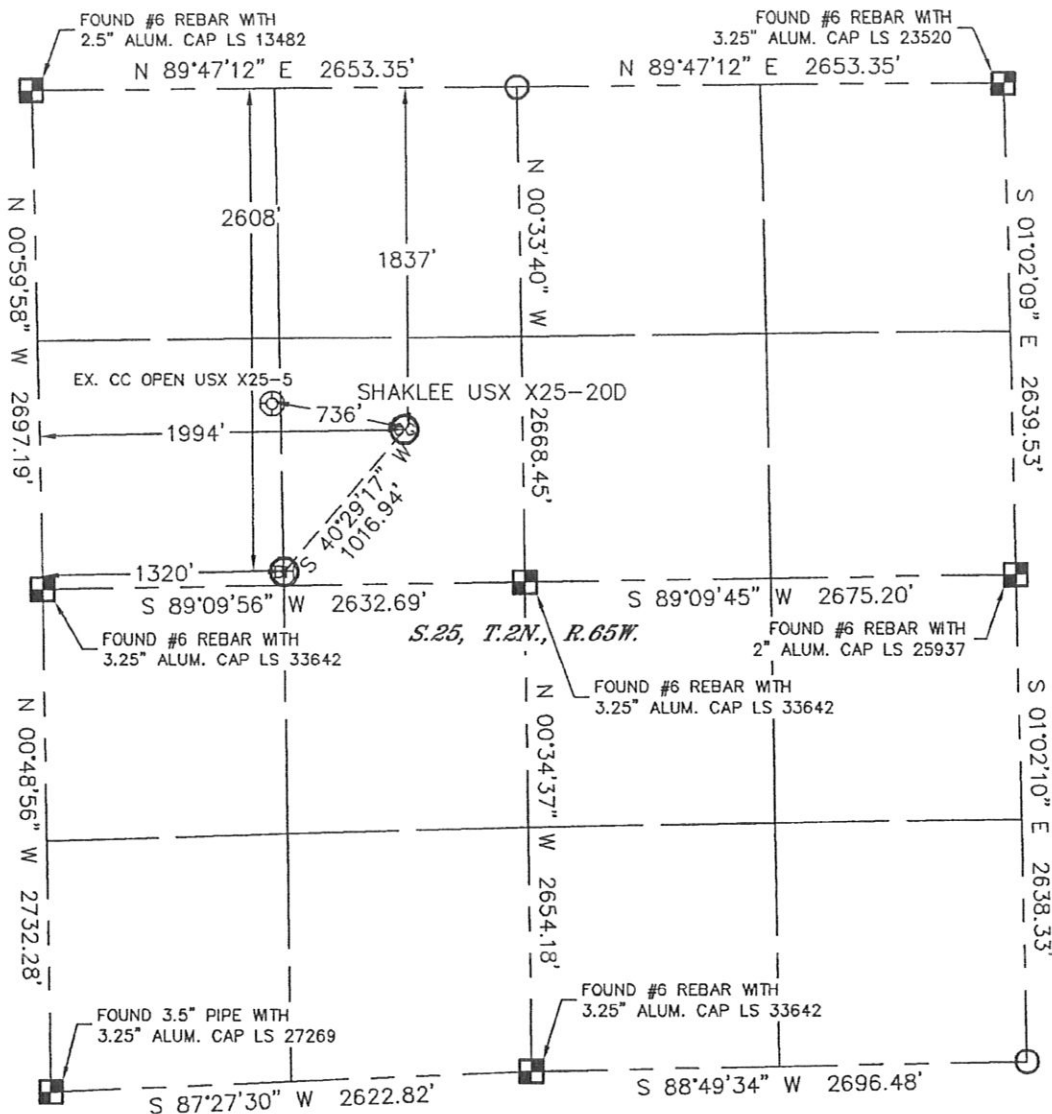 FOUND #6 REBAR WITH
2.5" ALUM. CAP LS 13482
FOUND #6 REBAR WITH
3.25" ALUM. CAP LS 23520
N 89°47'12" E 2653.35'
N 89°47'12" E 2653.35'
N 00°59'58" W 2697.19'
2608'
1837'
N 00°33'40" W 2668.45'
S 01°02'09" E 2639.53'
EX. CC OPEN USX X25-5
SHAKLEE USX X25-20D
736'
1994'
S 40°29'17" W
1016.94'
1320'
S 89°09'56" W 2632.69'
S 89°09'45" W 2675.20'
S.25, T.2N., R.65W.
FOUND #6 REBAR WITH
3.25" ALUM. CAP LS 33642
FOUND #6 REBAR WITH
2" ALUM. CAP LS 25937
FOUND #6 REBAR WITH
3.25" ALUM. CAP LS 33642
N 00°48'56" W 2732.28'
N 00°34'37" W 2654.18'
S 01°02'10" E 2638.33'
FOUND 3.5" PIPE WITH
3.25" ALUM. CAP LS 27269
FOUND #6 REBAR WITH
3.25" ALUM. CAP LS 33642
S 87°27'30" W 2622.82'
S 88°49'34" W 2696.48'